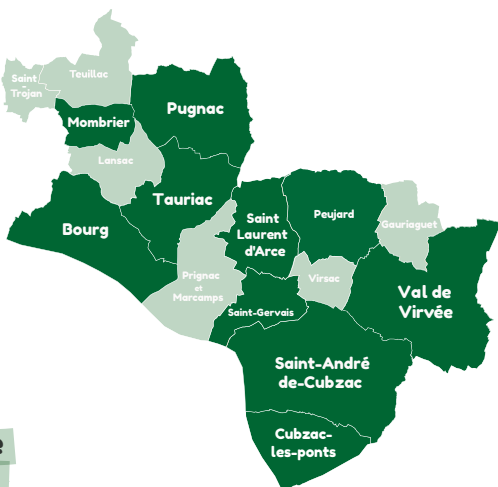 Teuillac
Saint
-
Trojan
Pugnac
Mombrier
Lansac
Tauriac
Bourg
Saint
Laurent
d'Arce
Peujard
Gauriaguet
Prignac
et
Marcamps
Virsac
Val de
Virvée
Saint-Gervais
Saint-André
de-Cubzac
Cubzac-
les-ponts
e